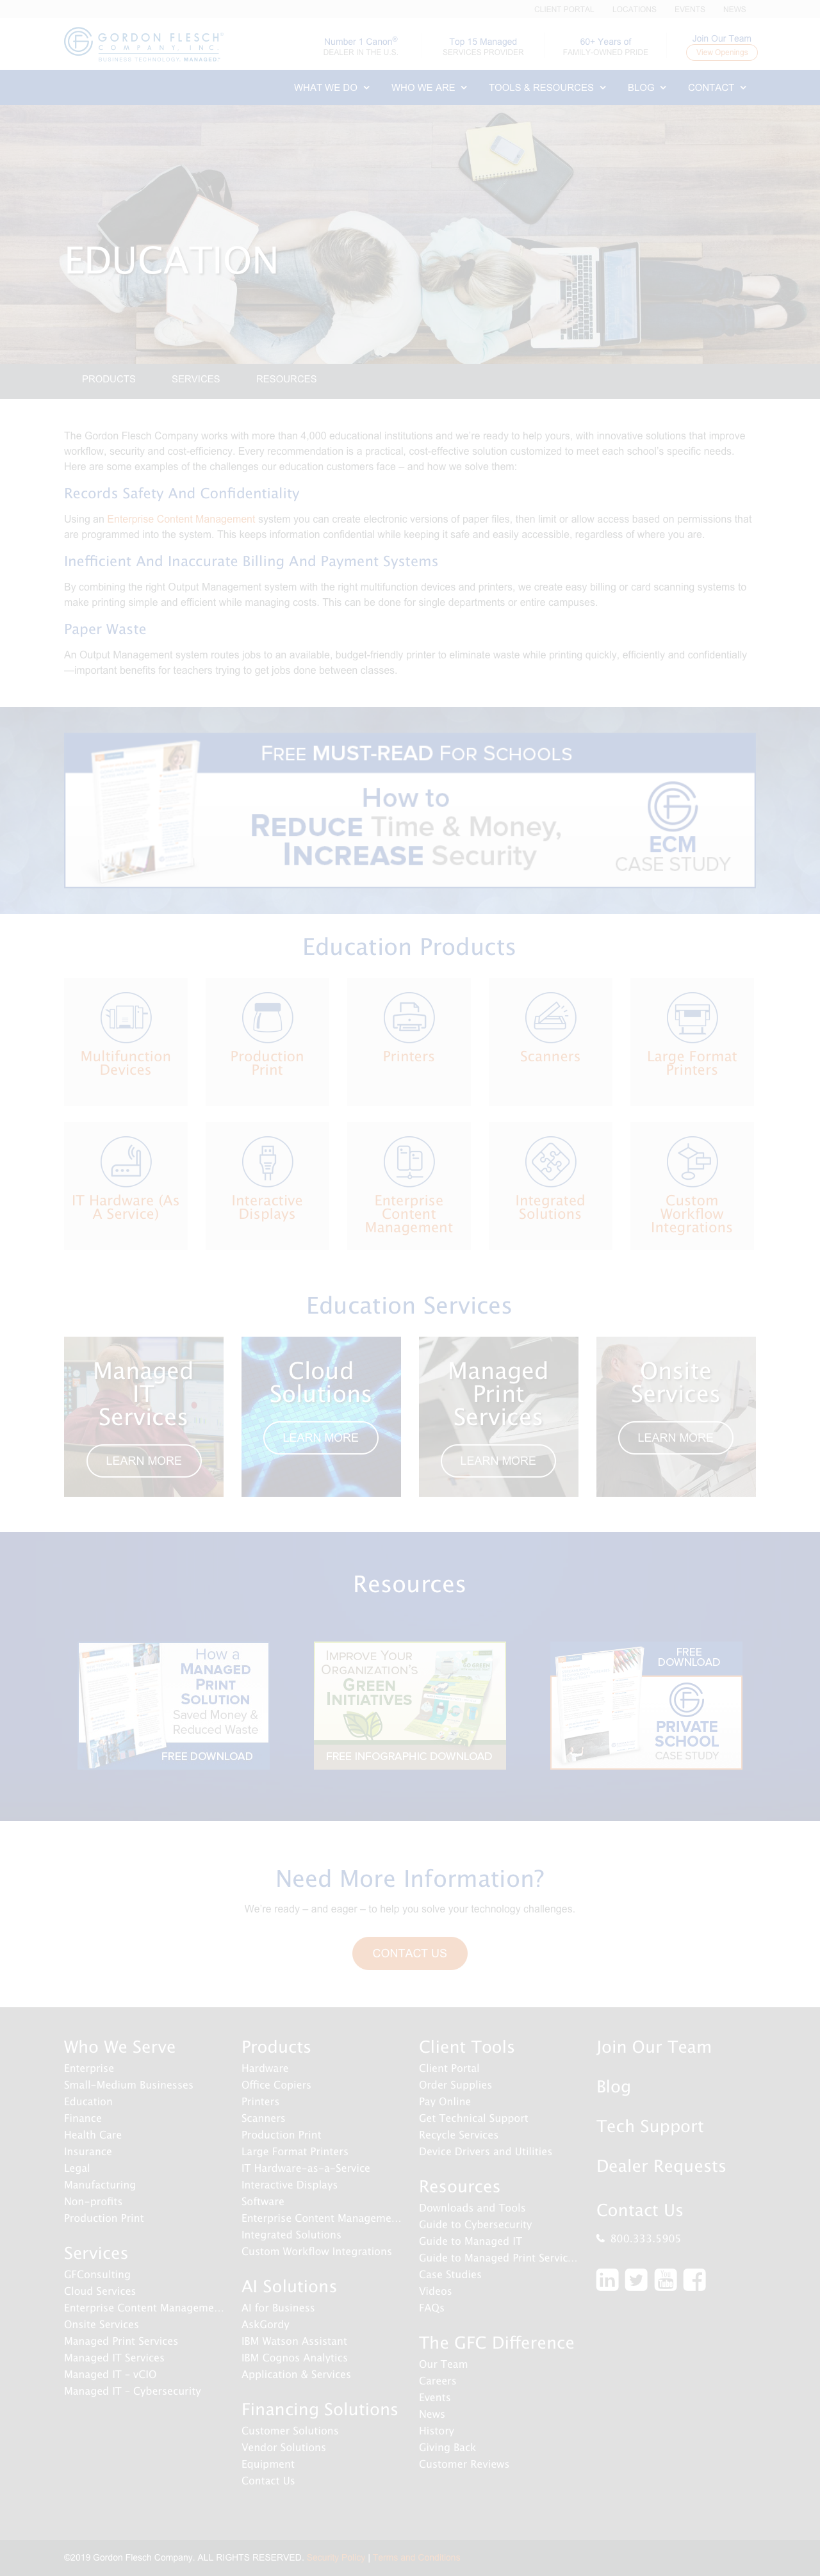 CLIENT PORTAL LOCATIONS EVENTS NEWS
GORDON FLESCH
COMPANY INC.
BUSINESS TECHNOLOGY, MANAGED.
Number 1 Canon® Top 15 Managed 60+ Years of Join Our Team
DEALER IN THE U.S. SERVICES PROVIDER FAMILY-OWNED PRIDE View Openings
WHAT WE DO WHO WE ARE TOOLS & RESOURCES BLOG CONTACT
EDUCATION
PRODUCTS SERVICES RESOURCES
The Gordon Flesch Company works with more than 4,000 educational institutions and we're ready to help yours, with innovative solutions that improve
workflow, security and cost-efficiency. Every recommendation is a practical, cost-effective solution customized to meet each school's specific needs.
Here are some examples of the challenges our education customers face – and how we solve them:
Records Safety And Confidentiality
Using an Enterprise Content Management system you can create electronic versions of paper files, then limit or allow access based on permissions that
are programmed into the system. This keeps information confidential while keeping it safe and easily accessible, regardless of where you are.
Inefficient And Inaccurate Billing And Payment Systems
By combining the right Output Management system with the right multifunction devices and printers, we create easy billing or card scanning systems to
make printing simple and efficient while managing costs. This can be done for single departments or entire campuses.
Paper Waste
An Output Management system routes jobs to an available, budget-friendly printer to eliminate waste while printing quickly, efficiently and confidentially
—important benefits for teachers trying to get jobs done between classes.
FREE MUST-READ FOR SCHOOLS
How to
REDUCE Time & Money,
INCREASE Security
ECM
CASE STUDY
Education Products
Multifunction
Devices
Production
Print
Printers
Scanners
Large Format
Printers
IT Hardware (As
A Service)
Interactive
Displays
Enterprise
Content
Management
Integrated
Solutions
Custom
Workflow
Integrations
Education Services
Managed
IT
Services
LEARN MORE
Cloud
Solutions
LEARN MORE
Managed
Print
Services
LEARN MORE
Onsite
Services
LEARN MORE
Resources
How a
MANAGED
PRINT
SOLUTION
Saved Money &
Reduced Waste
FREE DOWNLOAD
IMPROVE YOUR
ORGANIZATION'S
GREEN
INITIATIVES
FREE INFOGRAPHIC DOWNLOAD
FREE
DOWNLOAD
PRIVATE
SCHOOL
CASE STUDY
Need More Information?
We're ready – and eager – to help you solve your technology challenges.
CONTACT US
Who We Serve
Enterprise
Small-Medium Businesses
Education
Finance
Health Care
Insurance
Legal
Manufacturing
Non-profits
Production Print
Services
GFConsulting
Cloud Services
Enterprise Content Manageme...
Onsite Services
Managed Print Services
Managed IT Services
Managed IT - vCIO
Managed IT - Cybersecurity
Products
Hardware
Office Copiers
Printers
Scanners
Production Print
Large Format Printers
IT Hardware-as-a-Service
Interactive Displays
Software
Enterprise Content Manageme...
Integrated Solutions
Custom Workflow Integrations
AI Solutions
AI for Business
AskGordy
IBM Watson Assistant
IBM Cognos Analytics
Application & Services
Financing Solutions
Customer Solutions
Vendor Solutions
Equipment
Contact Us
Client Tools
Client Portal
Order Supplies
Pay Online
Get Technical Support
Recycle Services
Device Drivers and Utilities
Resources
Downloads and Tools
Guide to Cybersecurity
Guide to Managed IT
Guide to Managed Print Servic...
Case Studies
Videos
FAQs
The GFC Difference
Our Team
Careers
Events
News
History
Giving Back
Customer Reviews
Join Our Team
Blog
Tech Support
Dealer Requests
Contact Us
800.333.5905
©2019 Gordon Flesch Company. ALL RIGHTS RESERVED. Privacy Policy | Terms and Conditions